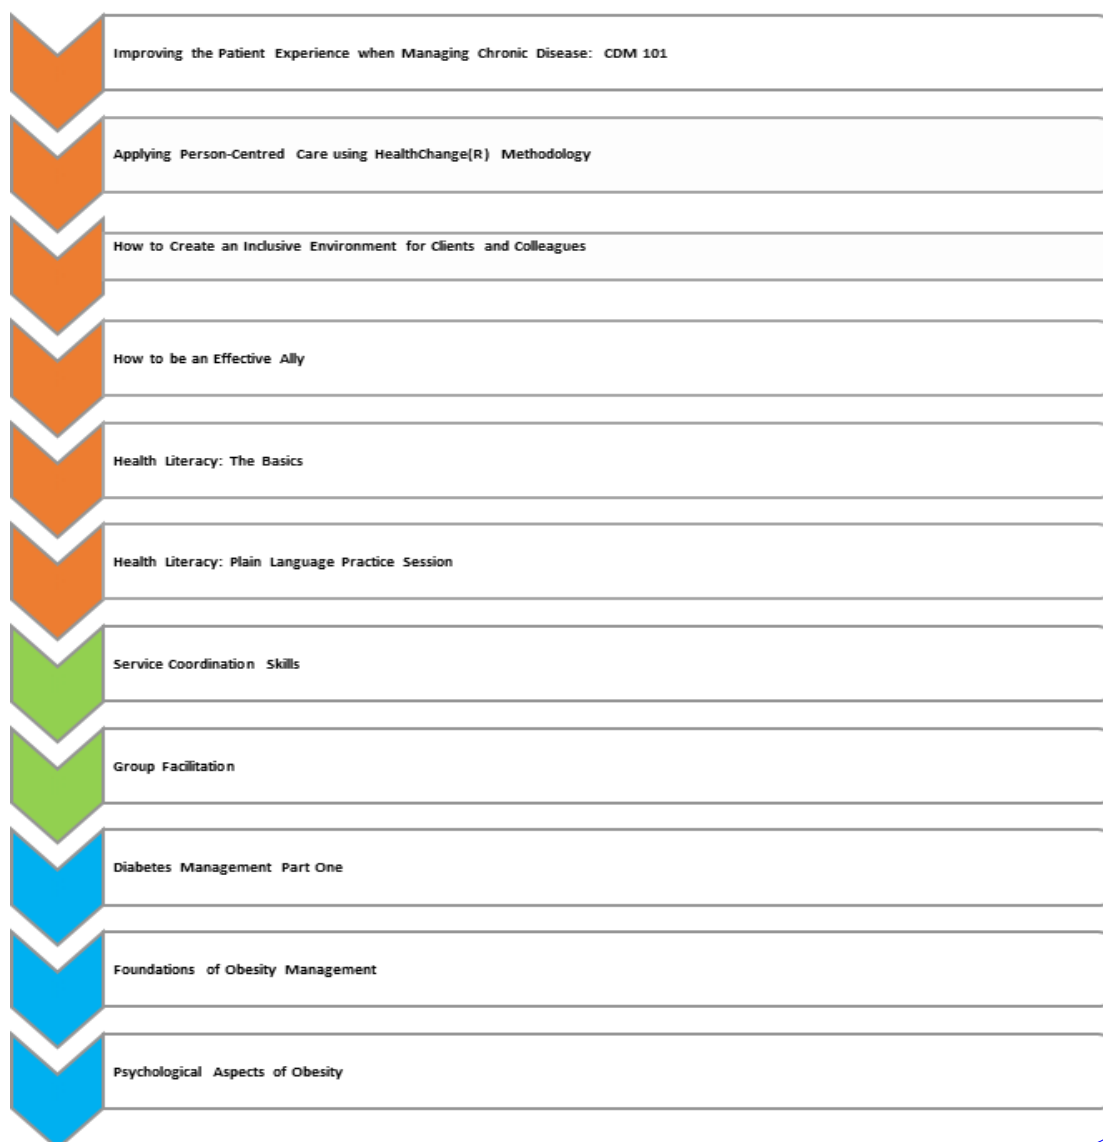 Improving the Patient Experience when Managing Chronic Disease: CDM 101
Applying Person-Centred Care using HealthChange(R) Methodology
How to Create an Inclusive Environment for Clients and Colleagues
How to be an Effective Ally
Health Literacy: The Basics
Health Literacy: Plain Language Practice Session
Service Coordination Skills
Group Facilitation
Diabetes Management Part One
Foundations of Obesity Management
Psychological Aspects of Obesity